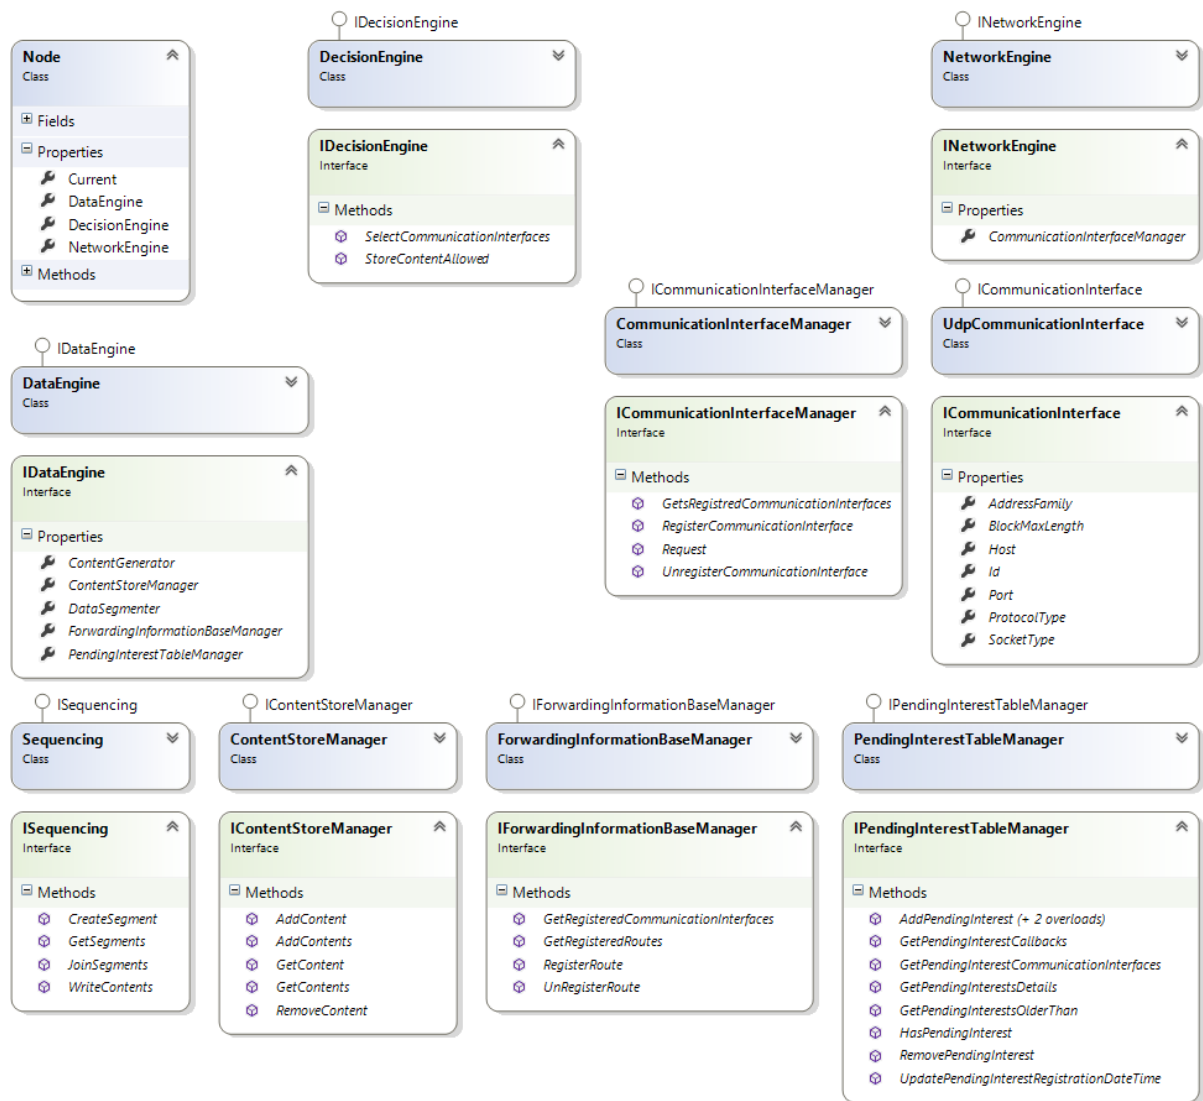 IDecisionEngine
INetworkEngine
Node
Class
Fields
Properties
Current
DataEngine
DecisionEngine
NetworkEngine
Methods
DecisionEngine
Class
IDecisionEngine
Interface
Methods
SelectCommunicationInterfaces
StoreContentAllowed
NetworkEngine
Class
INetworkEngine
Interface
Properties
CommunicationInterfaceManager
ICommunicationInterfaceManager
CommunicationInterfaceManager
Class
ICommunicationInterfaceManager
Interface
Methods
GetsRegistredCommunicationInterfaces
RegisterCommunicationInterface
Request
UnregisterCommunicationInterface
ICommunicationInterface
UdpCommunicationInterface
Class
ICommunicationInterface
Interface
Properties
AddressFamily
BlockMaxLength
Host
Id
Port
ProtocolType
SocketType
IDataEngine
DataEngine
Class
IDataEngine
Interface
Properties
ContentGenerator
ContentStoreManager
DataSegmenter
ForwardingInformationBaseManager
PendingInterestTableManager
ISequencing
Sequencing
Class
ISequencing
Interface
Methods
CreateSegment
GetSegments
JoinSegments
WriteContents
IContentStoreManager
ContentStoreManager
Class
IContentStoreManager
Interface
Methods
AddContent
AddContents
GetContent
GetContents
RemoveContent
IForwardingInformationBaseManager
ForwardingInformationBaseManager
Class
IForwardingInformationBaseManager
Interface
Methods
GetRegisteredCommunicationInterfaces
GetRegisteredRoutes
RegisterRoute
UnRegisterRoute
IPendingInterestTableManager
PendingInterestTableManager
Class
IPendingInterestTableManager
Interface
Methods
AddPendingInterest (+ 2 overloads)
GetPendingInterestCallbacks
GetPendingInterestCommunicationInterfaces
GetPendingInterestsDetails
GetPendingInterestsOlderThan
HasPendingInterest
RemovePendingInterest
UpdatePendingInterestRegistrationDateTime